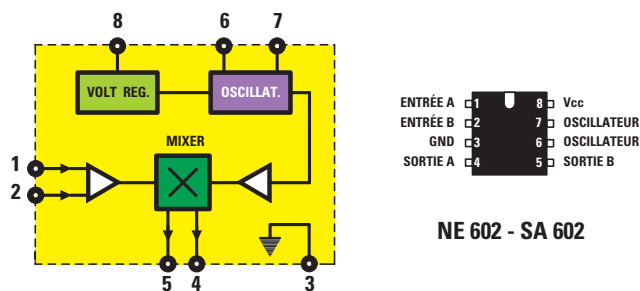 8 6 7
VOLT REG. OSCILLAT.
MIXER
1
2
5 4 3
ENTRÉE A 1 8 Vcc
ENTRÉE B 2 7 OSCILLATEUR
GND 3 6 OSCILLATEUR
SORTIE A 4 5 SORTIE B
NE 602 - SA 602